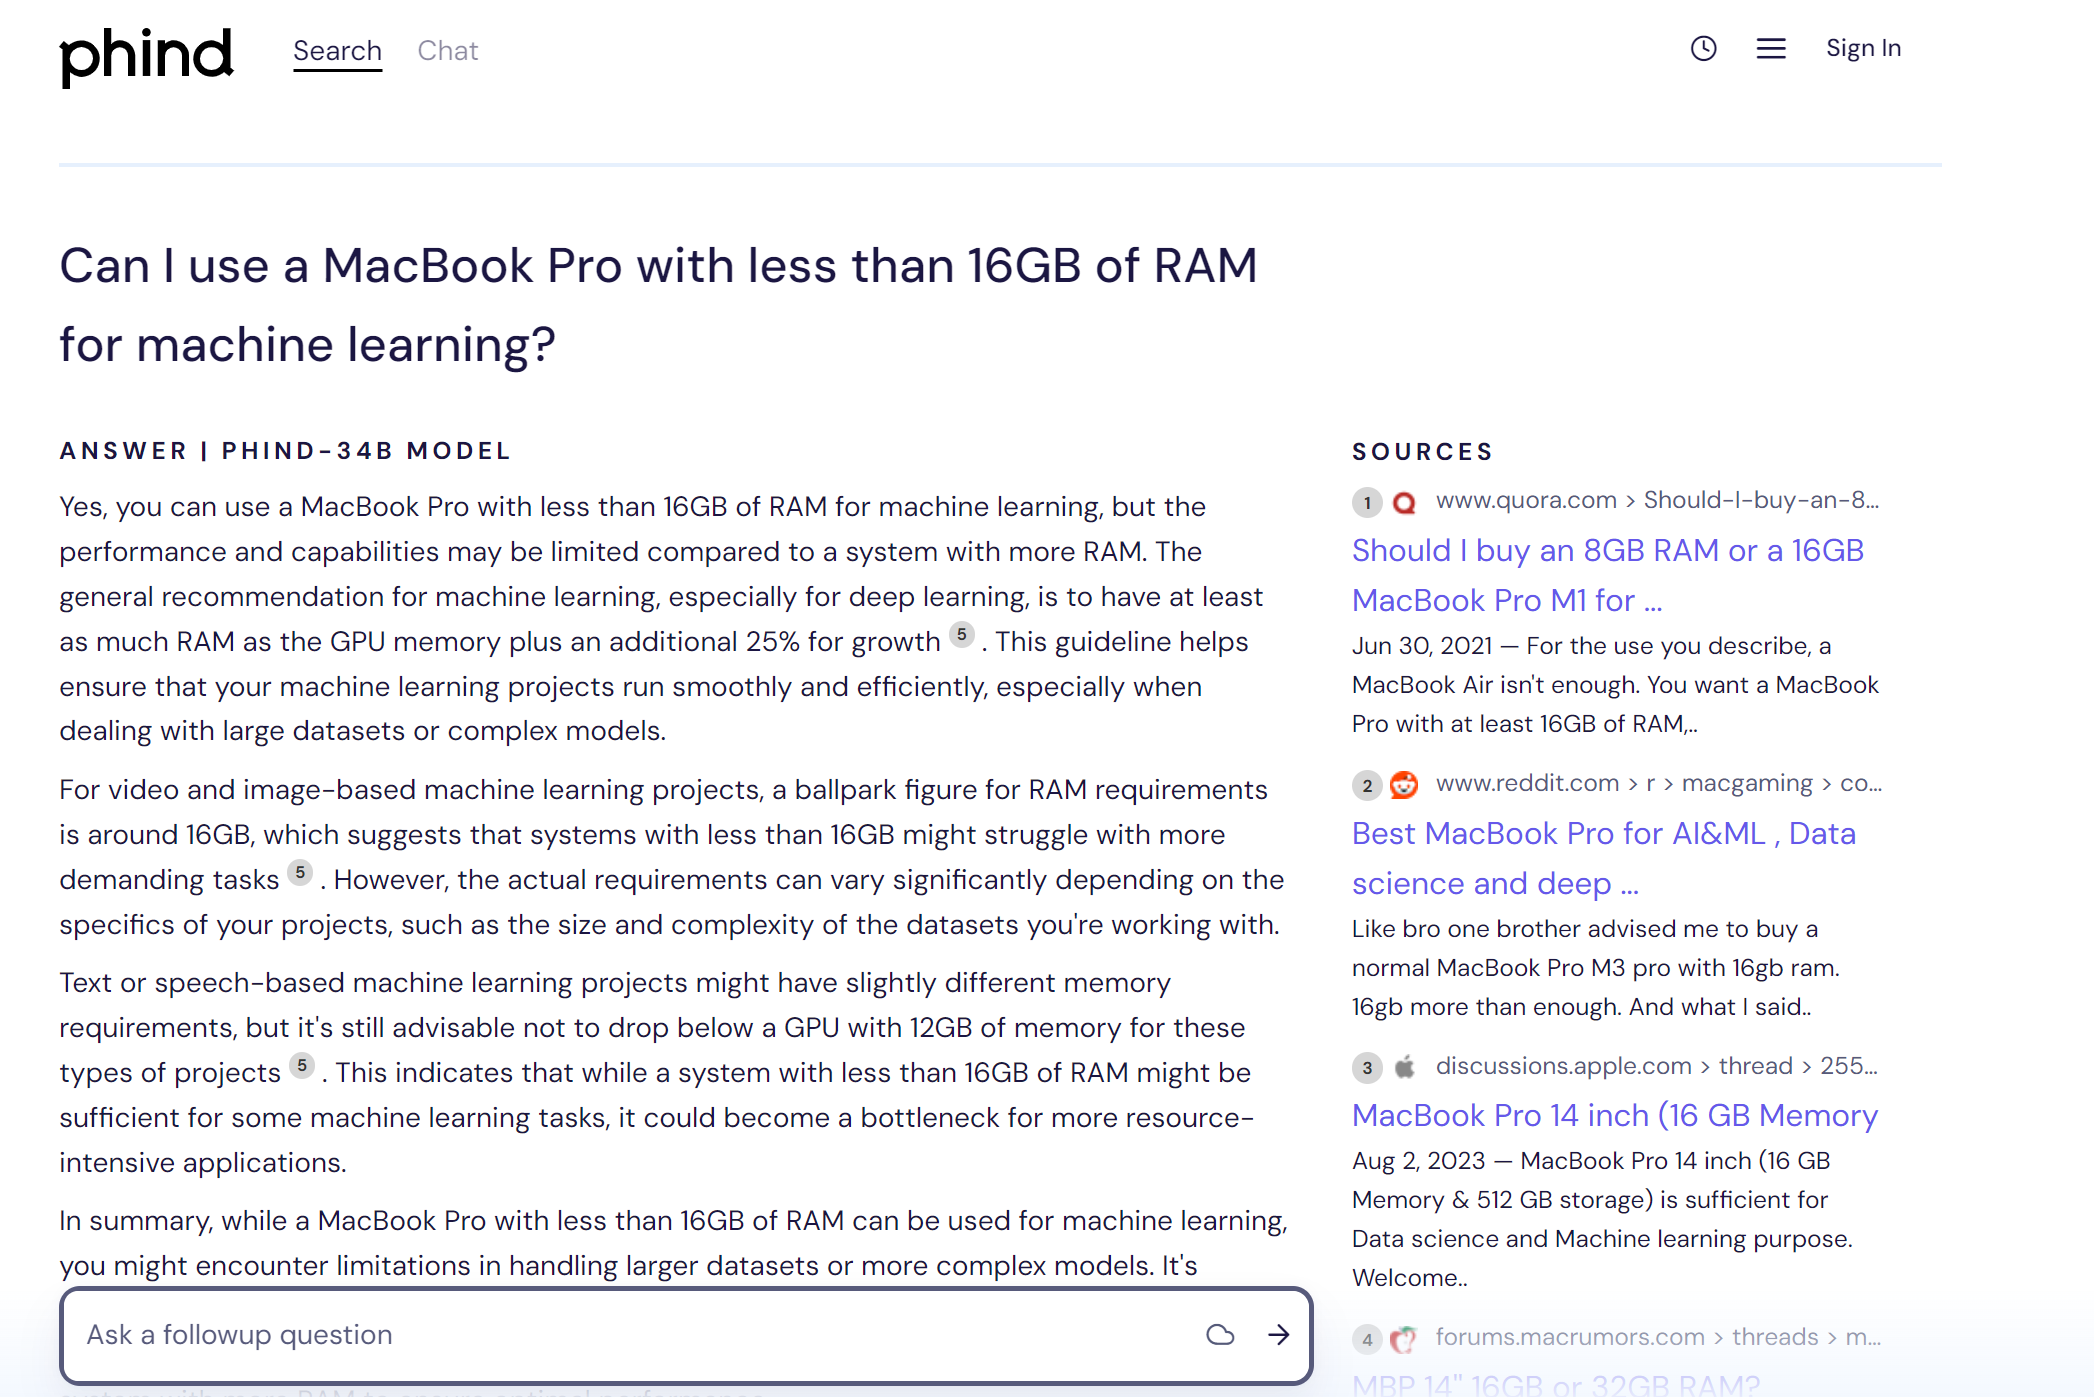 phind
Search
Chat
Sign In
Can I use a MacBook Pro with less than 16GB of RAM
for machine learning?
ANSWER | PHIND-34B MODEL
Yes, you can use a MacBook Pro with less than 16GB of RAM for machine learning, but the
performance and capabilities may be limited compared to a system with more RAM. The
general recommendation for machine learning, especially for deep learning, is to have at least
as much RAM as the GPU memory plus an additional 25% for growth 5 . This guideline helps
ensure that your machine learning projects run smoothly and efficiently, especially when
dealing with large datasets or complex models.
For video and image-based machine learning projects, a ballpark figure for RAM requirements
is around 16GB, which suggests that systems with less than 16GB might struggle with more
demanding tasks 5 . However, the actual requirements can vary significantly depending on the
specifics of your projects, such as the size and complexity of the datasets you're working with.
Text or speech-based machine learning projects might have slightly different memory
requirements, but it's still advisable not to drop below a GPU with 12GB of memory for these
types of projects 5 . This indicates that while a system with less than 16GB of RAM might be
sufficient for some machine learning tasks, it could become a bottleneck for more resource-
intensive applications.
In summary, while a MacBook Pro with less than 16GB of RAM can be used for machine learning,
you might encounter limitations in handling larger datasets or more complex models. It's
Ask a followup question
SOURCES
1 www.quora.com › Should-I-buy-an-8...
Should I buy an 8GB RAM or a 16GB
MacBook Pro M1 for ...
Jun 30, 2021 — For the use you describe, a
MacBook Air isn't enough. You want a MacBook
Pro with at least 16GB of RAM,..
2 www.reddit.com › r › macgaming › co...
Best MacBook Pro for AI&ML , Data
science and deep ...
Like bro one brother advised me to buy a
normal MacBook Pro M3 pro with 16gb ram.
16gb more than enough. And what I said..
3 discussions.apple.com › thread › 255...
MacBook Pro 14 inch (16 GB Memory
Aug 2, 2023 — MacBook Pro 14 inch (16 GB
Memory & 512 GB storage) is sufficient for
Data science and Machine learning purpose.
Welcome..
4 forums.macrumors.com › threads › m...
MBP 14" 16GB or 32GB RAM?